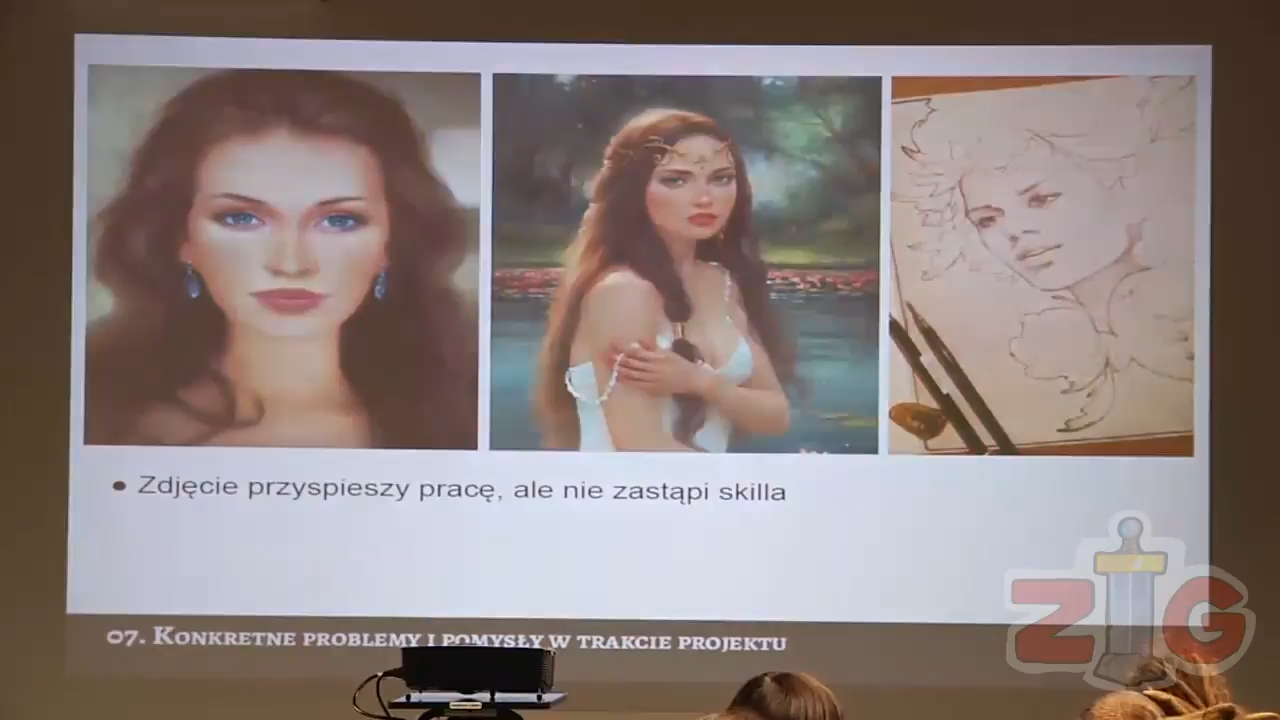 ● Zdjęcie przyspieszy pracę, ale nie zastąpi skilla
07. Konkretne problemy i pomysły w trakcie projektu
ZIG